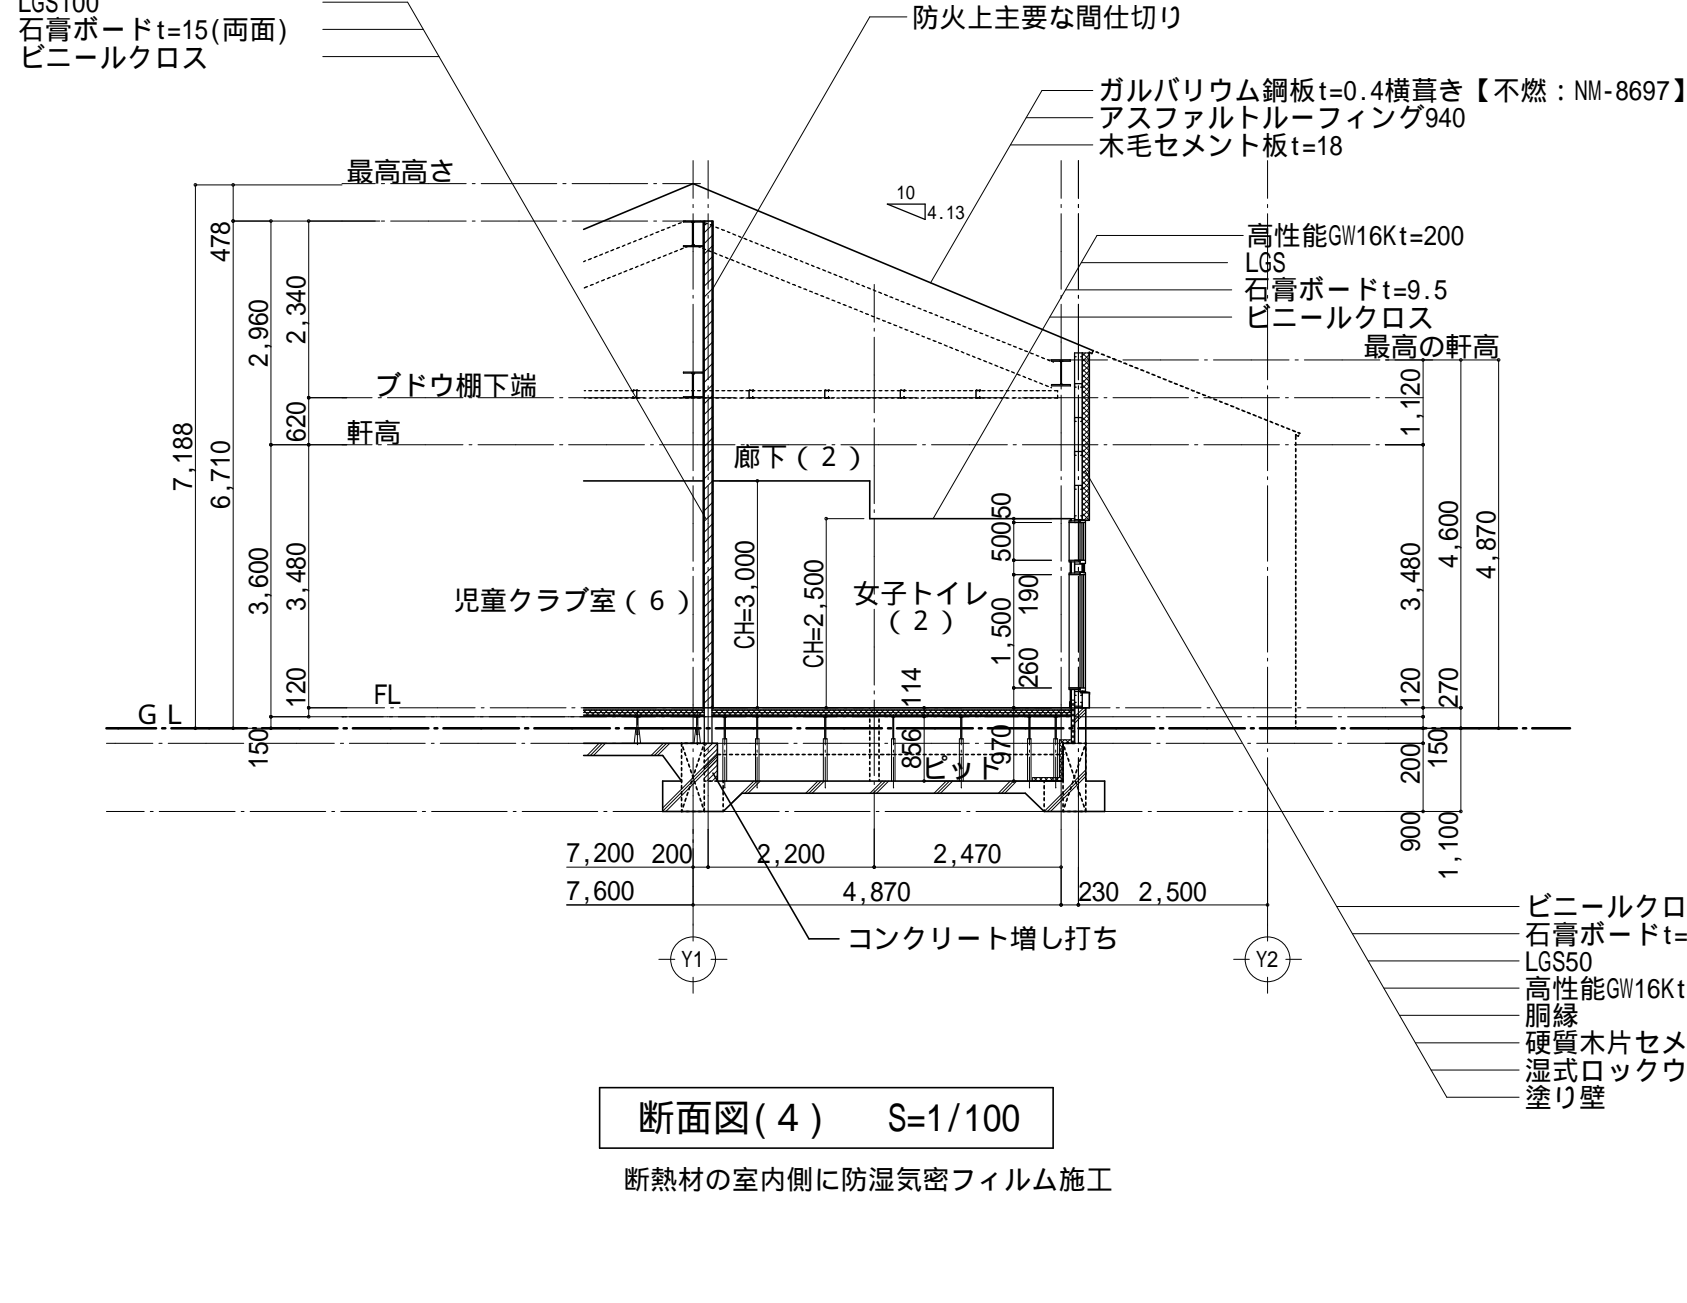 LGS100
石膏ボードt=15(両面)
ビニールクロス
防火上主要な間仕切り
ガルバリウム鋼板t=0.4横葺き【不燃：NM-8697】
アスファルトルーフィング940
木毛セメント板t=18
最高高さ
10
4.13
高性能GW16Kt=200
LGS
石膏ボードt=9.5
ビニールクロス
最高の軒高
ブドウ棚下端
軒高
廊下（2）
児童クラブ室（6）
女子トイレ
（2）
FL
GL
ピット
7,188
478
6,710
2,960
3,600
150
2,340
620
3,480
120
CH=3,000
CH=2,500
50
500
190
1,500
260
114
856
970
1,120
3,480
120
200
900
4,600
270
150
1,100
4,870
7,200 200 2,200 2,470
7,600 4,870 230 2,500
コンクリート増し打ち
Y1
Y2
ビニールクロ
石膏ボードt=
LGS50
高性能GW16Kt
胴縁
硬質木片セメ
湿式ロックウ
塗り壁
断面図(4) S=1/100
断熱材の室内側に防湿気密フィルム施工